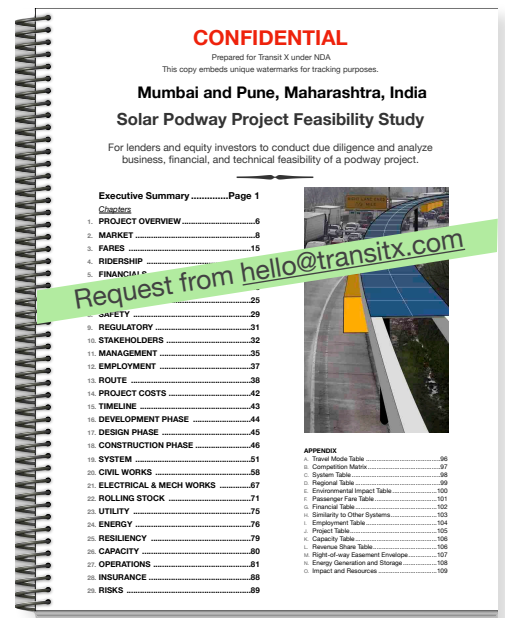 CONFIDENTIAL
Prepared for Transit X under NDA
This copy embeds unique watermarks for tracking purposes.
Mumbai and Pune, Maharashtra, India
Solar Podway Project Feasibility Study
For lenders and equity investors to conduct due diligence and analyze
business, financial, and technical feasibility of a podway project.
Executive Summary ..............Page 1
Chapters
1. PROJECT OVERVIEW ...................................6
2. MARKET ...................................8
3. FARES ...................................15
4. RIDERSHIP
5. FINANCIALS
Request from hello@transitx.com
25
SAFETY ...................................29
9. REGULATORY ...................................31
10. STAKEHOLDERS ...................................32
11. MANAGEMENT ...................................35
12. EMPLOYMENT ...................................37
13. ROUTE ...................................38
14. PROJECT COSTS ...................................42
15. TIMELINE ...................................43
16. DEVELOPMENT PHASE ...................................44
17. DESIGN PHASE ...................................45
18. CONSTRUCTION PHASE ...................................46
19. SYSTEM ...................................51
20. CIVIL WORKS ...................................58
21. ELECTRICAL & MECH WORKS ............67
22. ROLLING STOCK ...................................71
23. UTILITY ...................................75
24. ENERGY ...................................76
25. RESILIENCY ...................................79
26. CAPACITY ...................................80
27. OPERATIONS ...................................81
28. INSURANCE ...................................88
29. RISKS ...................................89
APPENDIX
A. Travel Mode Table ...................................96
B. Competition Matrix ...................................97
C. System Table ...................................98
D. Regional Table ...................................99
E. Environmental Impact Table ........................100
F. Passenger Fare Table ...................................101
G. Financial Table ...................................102
H. Similarity to Other Systems ...................103
I. Employment Table ...................................104
J. Project Table ...................................105
K. Capacity Table ...................................106
L. Revenue Share Table ...................................106
M. Right-of-way Easement Envelope ...............107
N. Energy Generation and Storage ...................108
O. Impact and Resources ...................................109